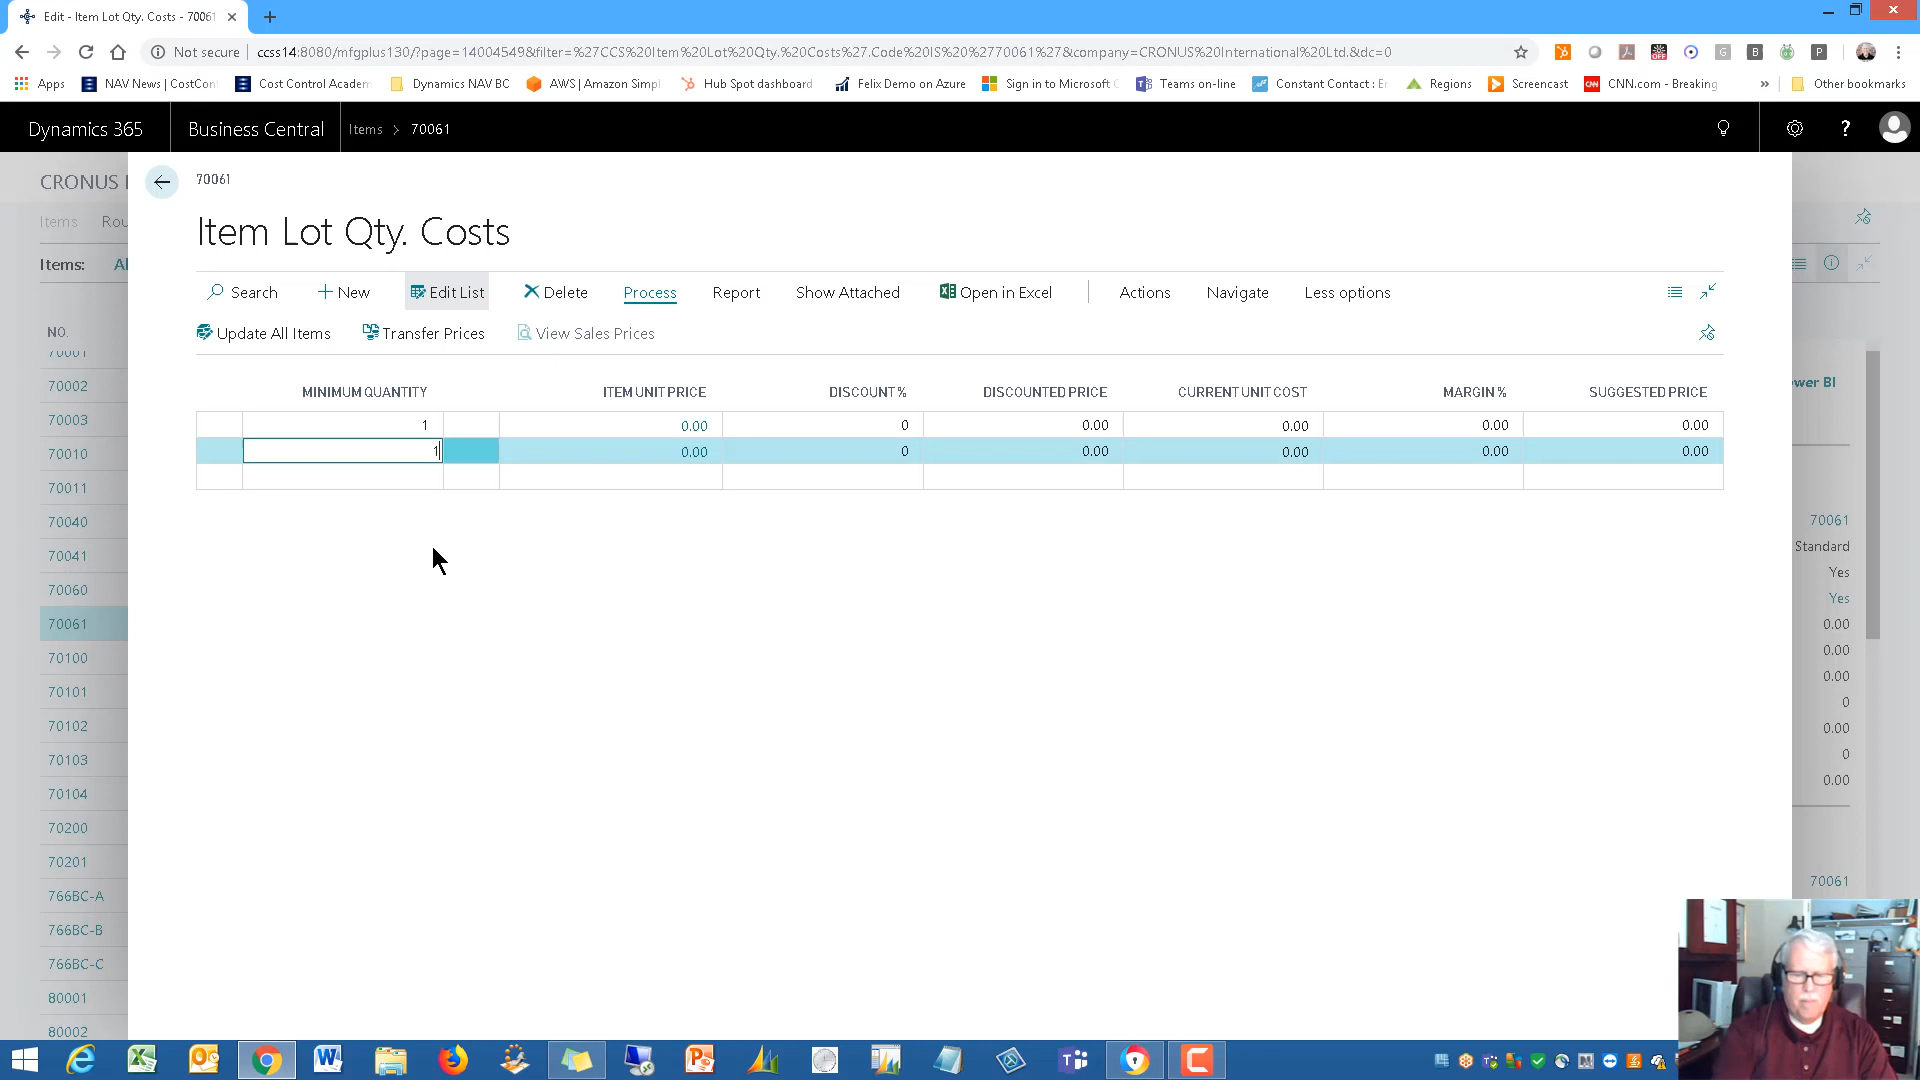 Edit - Item Lot Qty. Costs - 70061
Not secure | ccss14:8080/mfgplus130/?page=14004549&filter=%27CCS%20Item%20Lot%20Qty.%20Costs%27.Code%20IS%20%2770061%27&company=CRONUS%20International%20Ltd.&dc=0
Apps NAV News | CostCont Cost Control Academ Dynamics NAV BC AWS | Amazon Simpl Hub Spot dashboard Felix Demo on Azure Sign in to Microsoft Teams on-line Constant Contact : Regions Screencast CNN.com - Breaking » Other bookmarks
Dynamics 365 Business Central Items > 70061 ?
CRONUS
70061
Item Lot Qty. Costs
Items
Items:
Search + New Edit List Delete Process Report Show Attached Open in Excel Actions Navigate Less options
Update All Items Transfer Prices View Sales Prices
NO.
MINIMUM QUANTITY ITEM UNIT PRICE DISCOUNT % DISCOUNTED PRICE CURRENT UNIT COST MARGIN % SUGGESTED PRICE
1 0.00 0 0.00 0.00 0.00 0.00
1 0.00 0 0.00 0.00 0.00 0.00
70001
70002
70003
70010
70011
70040
70041
70060
70061
70100
70101
70102
70103
70104
70200
70201
766BC-A
766BC-B
766BC-C
80001
80002
ower BI
70061
Standard
Yes
Yes
0.00
0.00
0.00
0
0.00
0
0.00
70061